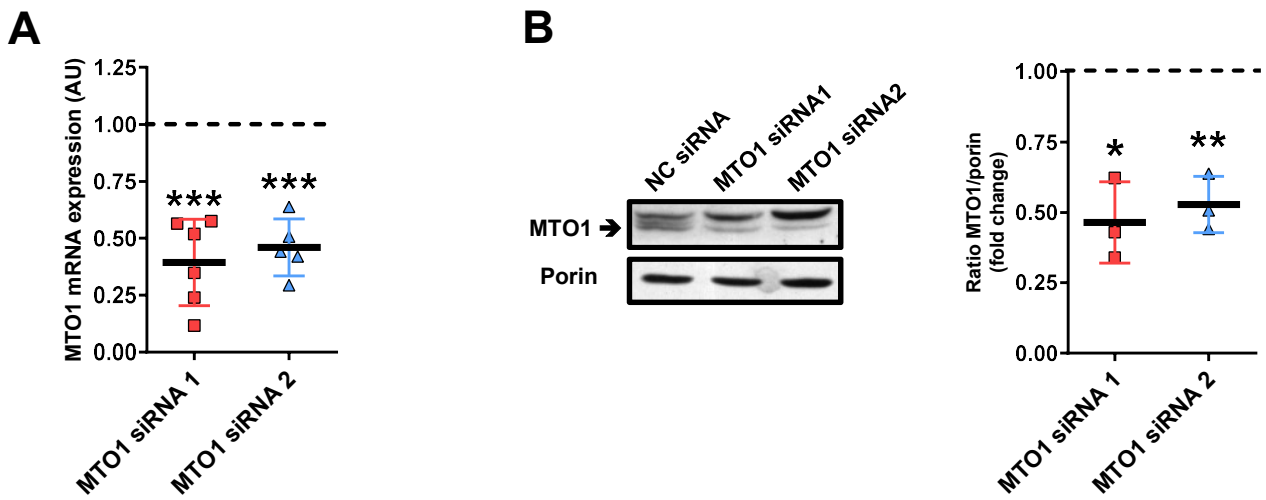 A
MTO1 mRNA expression (AU)
1.25
1.00
0.75
0.50
0.25
0.00
***
***
MTO1 siRNA 1
MTO1 siRNA 2
B
NC siRNA
MTO1 siRNA1
MTO1 siRNA2
MTO1
Porin
Ratio MTO1/porin
(fold change)
1.00
0.75
0.50
0.25
0.00
*
**
MTO1 siRNA 1
MTO1 siRNA 2